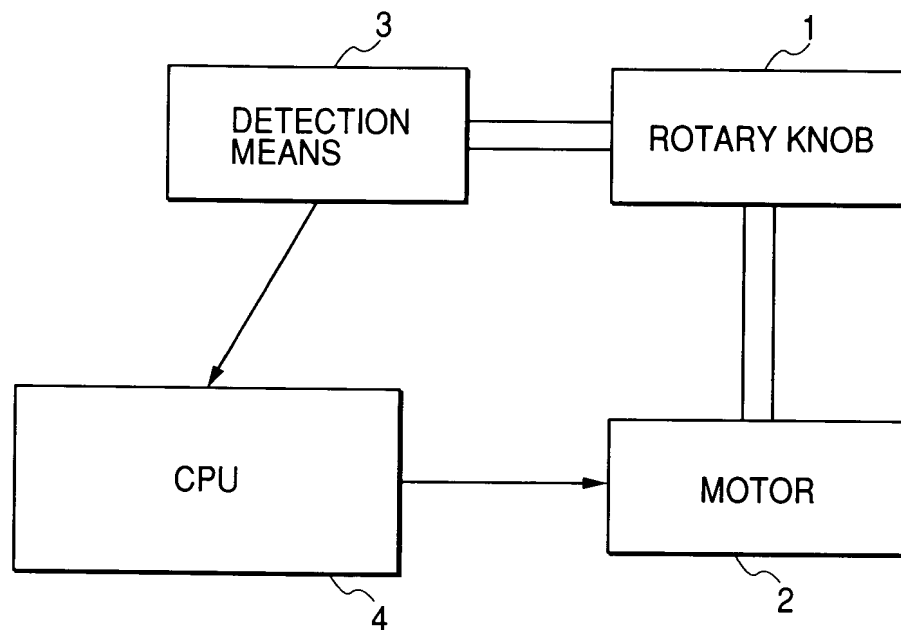 3
1
DETECTION
MEANS
ROTARY KNOB
CPU
MOTOR
4
2